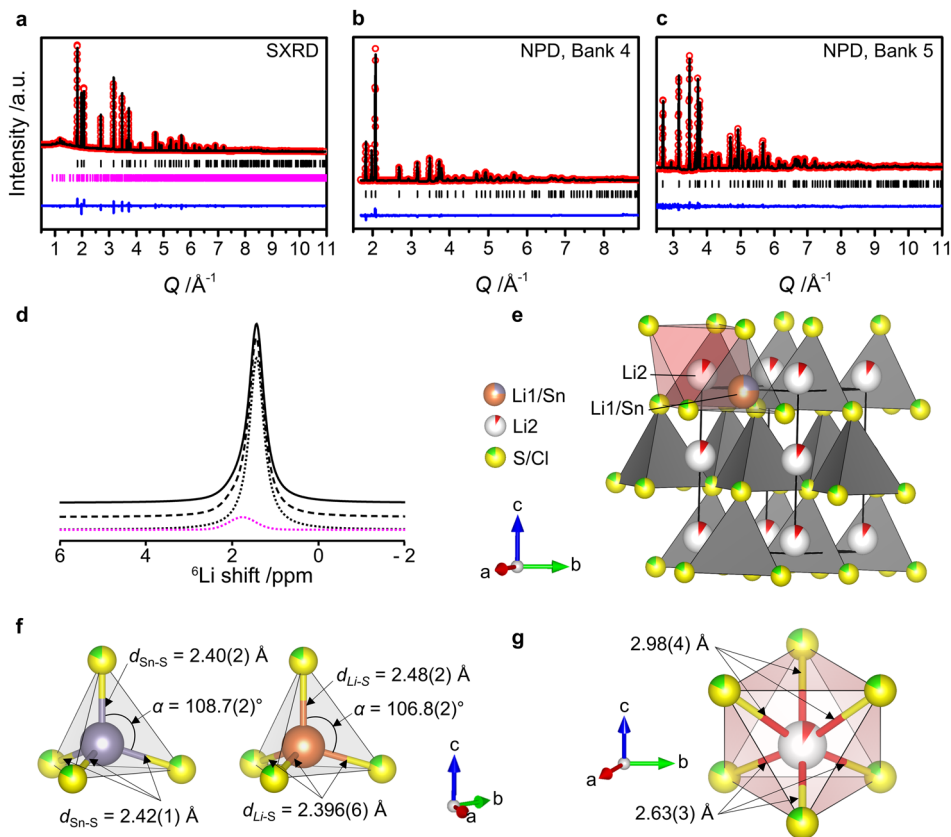 a
SXRD
b
NPD, Bank 4
c
NPD, Bank 5
Intensity /a.u.
1 2 3 4 5 6 7 8 9 10 11
Q /Å-1
2 3 4 5 6 7 8
Q /Å-1
3 4 5 6 7 8 9 10 11
Q /Å-1
d
6 4 2 0 -2
6Li shift /ppm
e
Li2
Li1/Sn
Li1/Sn
Li2
S/Cl
c
a
b
f
dSn-S = 2.40(2) Å
α = 108.7(2)°
dSn-S = 2.42(1) Å
dLi-S = 2.48(2) Å
α = 106.8(2)°
dLi-S = 2.396(6) Å
c
b
a
g
2.98(4) Å
c
a
b
2.63(3) Å